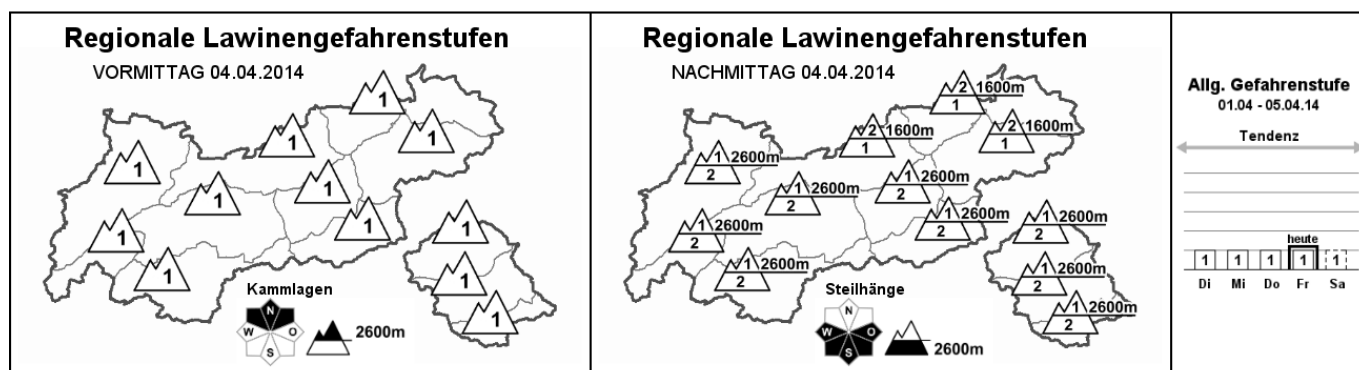 Regionale Lawinengefahrenstufen
VORMITTAG 04.04.2014
1
1
1
1
1
1
1
1
1
1
1
1
Kammlagen
N
W O
S
2600m
Regionale Lawinengefahrenstufen
NACHMITTAG 04.04.2014
2 1600m
1
2 1600m
1
2 1600m
1
1 2600m
2
1 2600m
2
1 2600m
2
1 2600m
2
1 2600m
2
1 2600m
2
1 2600m
2
1 2600m
2
1 2600m
2
Steilhänge
N
W O
S
2600m
Allg. Gefahrenstufe
01.04 - 05.04.14
Tendenz
heute
1 1 1 1 1
Di Mi Do Fr Sa